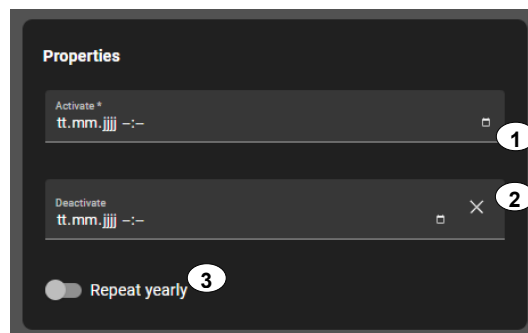 Properties
Activate *
tt.mm.jjjj –:–
1
Deactivate
tt.mm.jjjj –:–
2
Repeat yearly
3